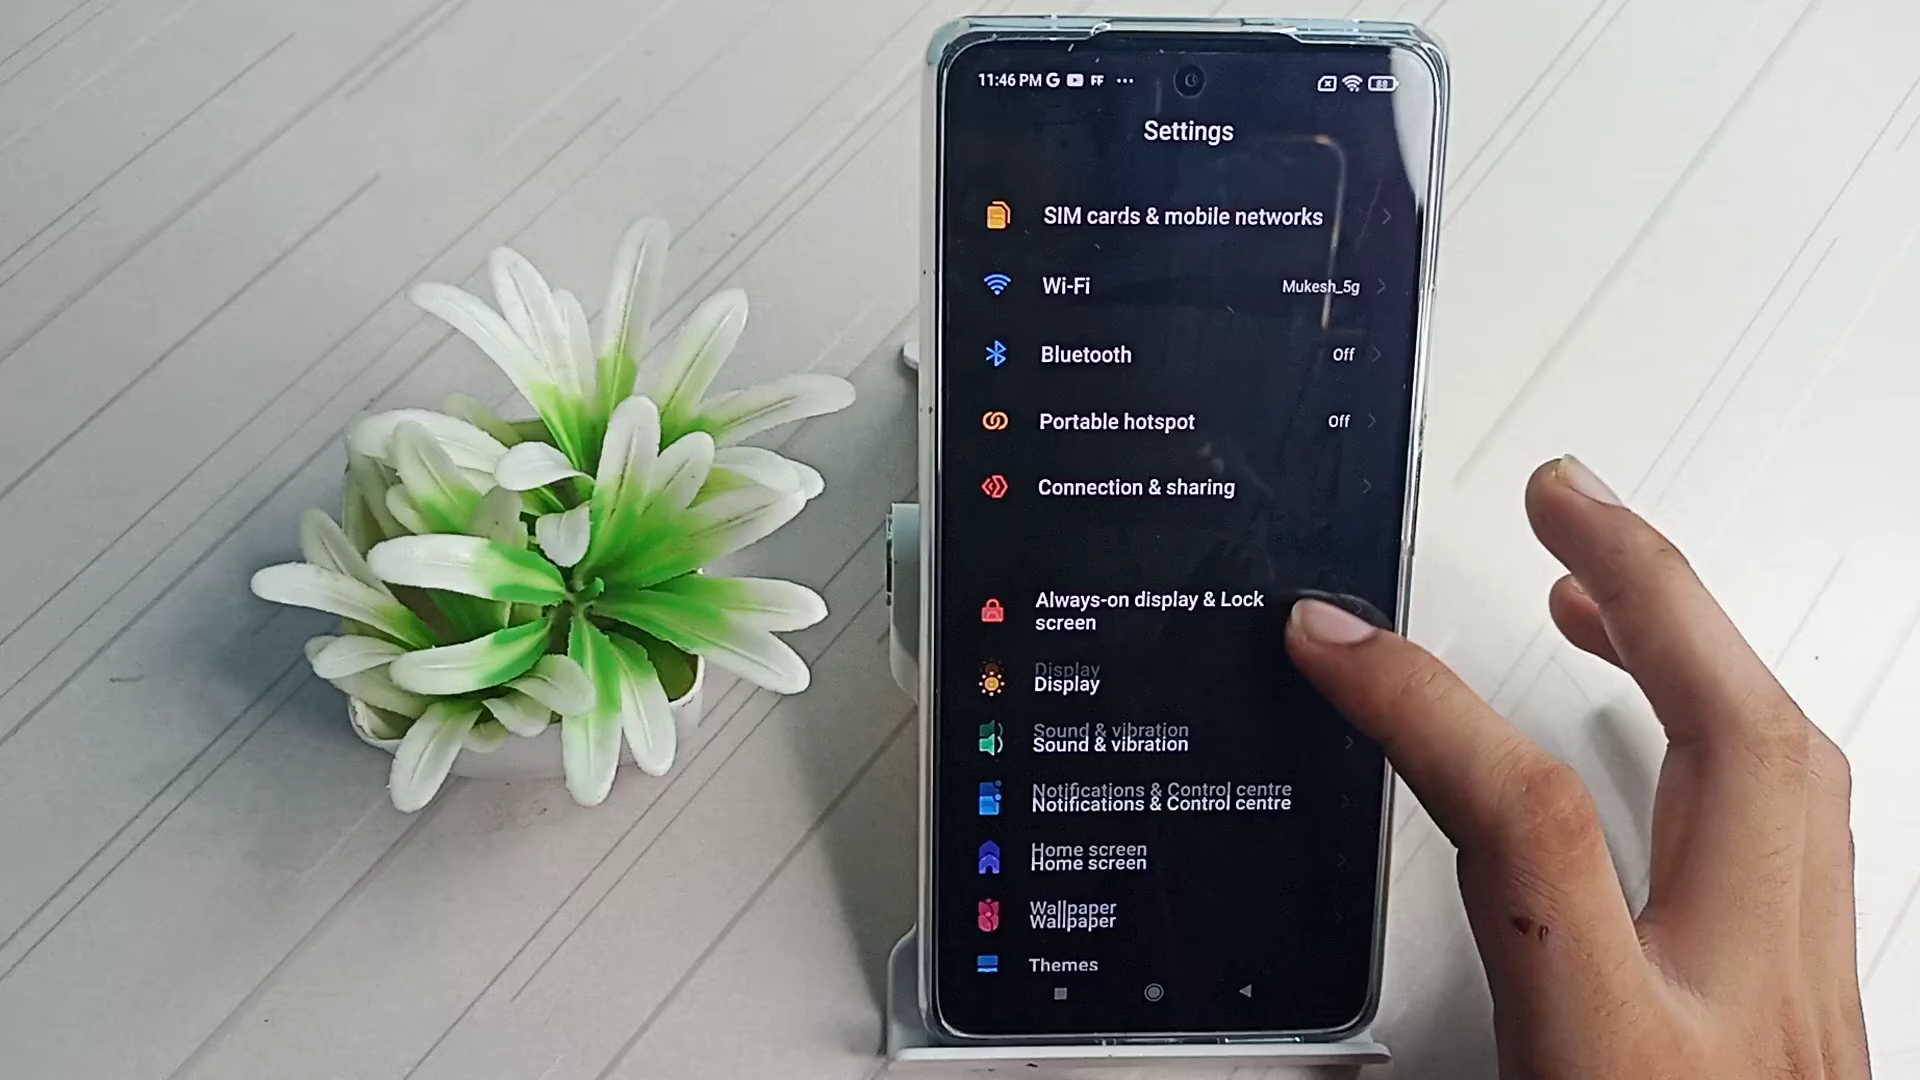 11:46 PM G FF ...
88
Settings
SIM cards & mobile networks
Wi-Fi Mukesh_5g
Bluetooth Off
Portable hotspot Off
Connection & sharing
Always-on display & Lock
screen
Display
Display
Sound & vibration
Sound & vibration
Notifications & Control centre
Notifications & Control centre
Home screen
Home screen
Wallpaper
Wallpaper
Themes